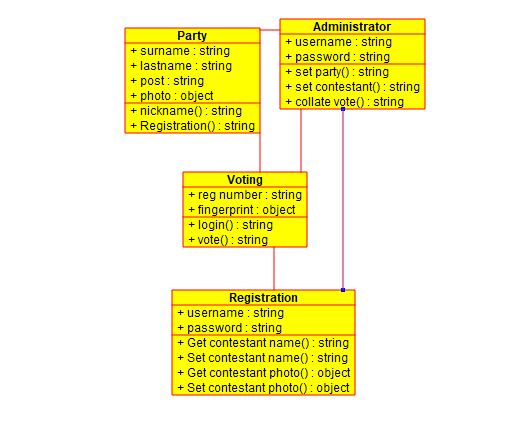 Party
+ surname : string
+ lastname : string
+ post : string
+ photo : object
+ nickname() : string
+ Registration() : string
Administrator
+ username : string
+ password : string
+ set party() : string
+ set contestant() : string
+ collate vote() : string
Voting
+ reg number : string
+ fingerprint : object
+ login() : string
+ vote() : string
Registration
+ username : string
+ password : string
+ Get contestant name() : string
+ Set contestant name() : string
+ Get contestant photo() : object
+ Set contestant photo() : object